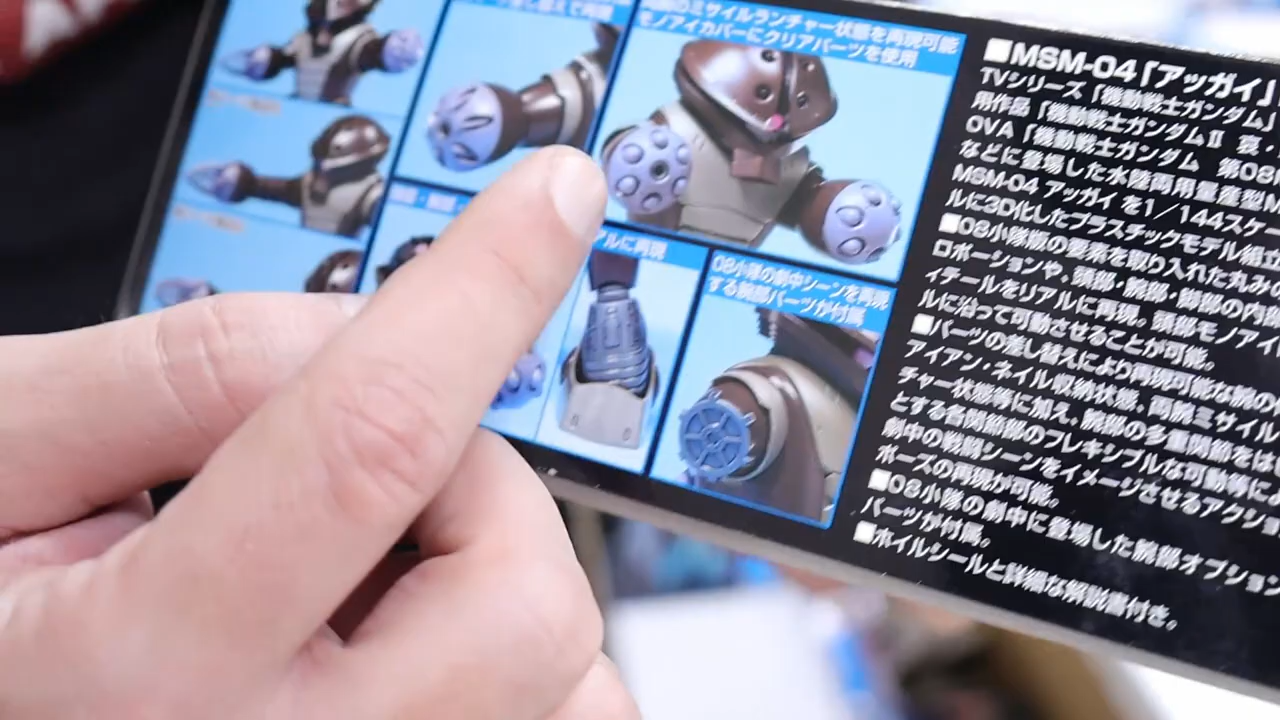 ミサイルランチャー状態を再現可能
モノアイカバーにクリアパーツを使用
アルに再現
08小隊の劇中シーンを再現
する腕部パーツが付属
■MSM-04「アッガイ」
TVシリーズ「機動戦士ガンダム」
用作品「機動戦士ガンダムII 哀・
OVA「機動戦士ガンダム 第08
などに登場した水陸両用量産型M
MSM-04 アッガイ を1/144スケー
ルに3D化したプラスチックモデル組立
■08小隊版の要素を取り入れた丸み
ロポーションや、頭部・腕部・脚部の内
ィテールをリアルに再現。頭部モノアイ
ルに沿って可動させることが可能。
■パーツの差し替えにより再現可能な腕の
アイアン・ネイル収納状態、両腕ミサイル
チャー状態等に加え、腕部の多重関節をは
とする各関節部のフレキシブルな可動等によ
劇中の戦闘シーンをイメージさせるアクショ
ポーズの再現が可能。
■08小隊の劇中に登場した腕部オプション
パーツが付属。
■ホイルシールと詳細な解説書付き。